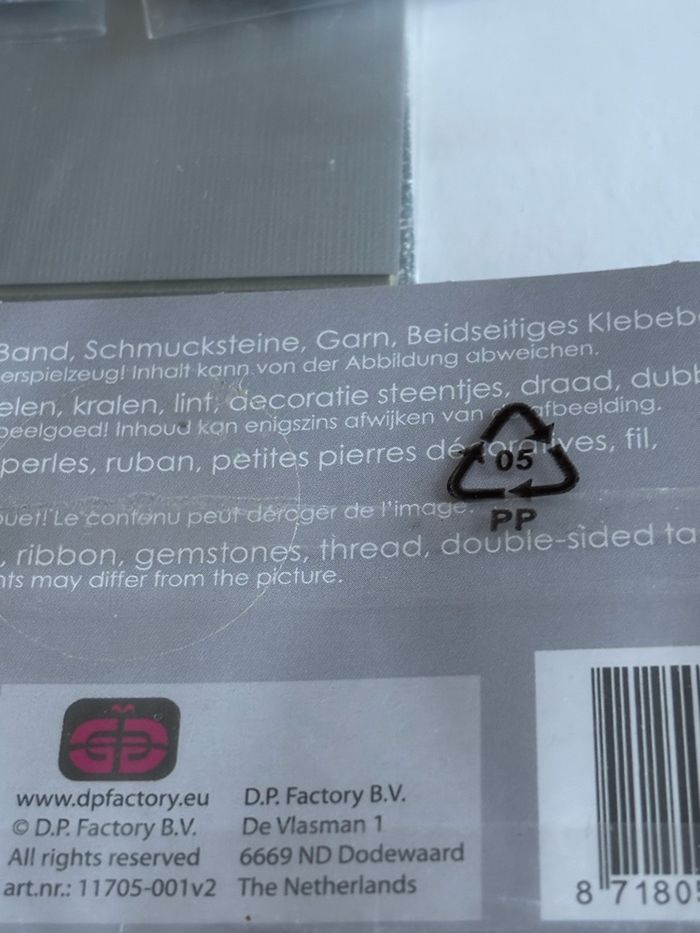 Band, Schmucksteine, Garn, Beidseitiges Klebeb
erspielzeug! Inhalt kann von der Abbildung abweichen.
elen, kralen, lint, decoratie steentjes, draad, dubb
peelgoed! Inhoud kan enigszins afwijken van afbeelding.
perles, ruban, petites pierres décoratives, fil,
05
ouet! Le contenu peut déroger de l'image.
PP
, ribbon, gemstones, thread, double-sided ta
nts may differ from the picture.
www.dpfactory.eu
© D.P. Factory B.V.
All rights reserved
art.nr.: 11705-001v2
D.P. Factory B.V.
De Vlasman 1
6669 ND Dodewaard
The Netherlands
8 71805